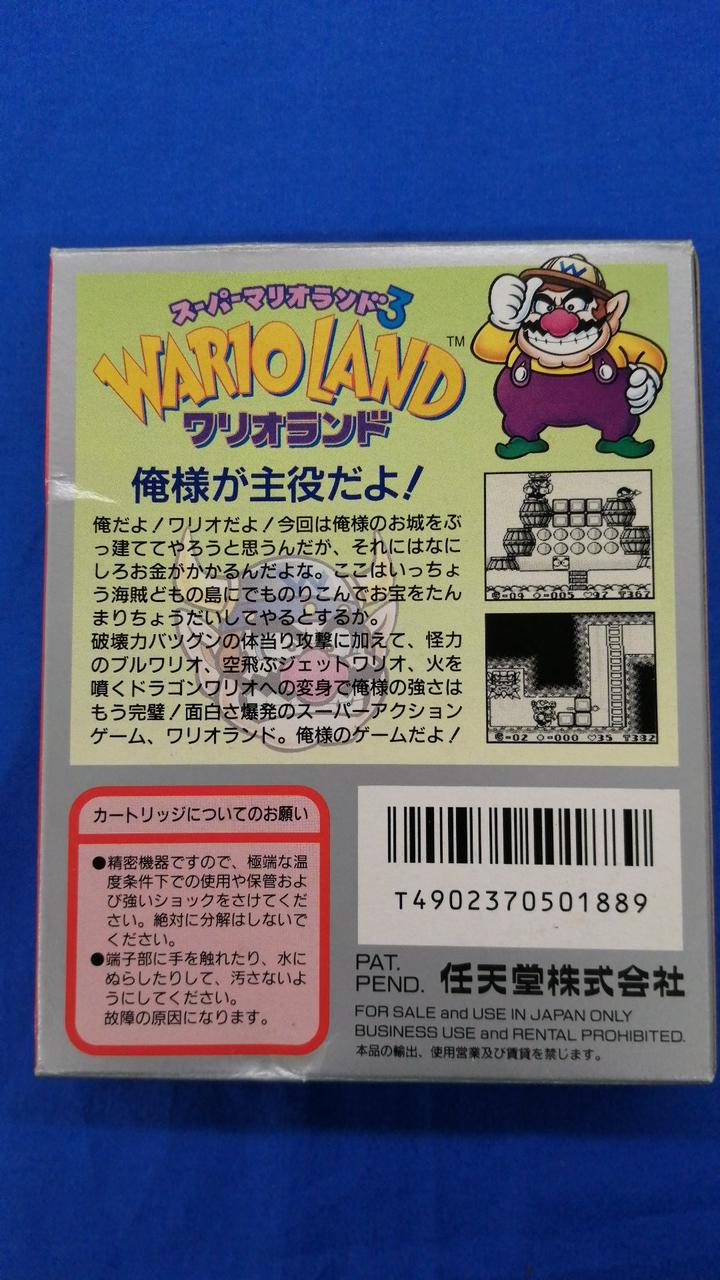 スーパーマリオランド3
WARIO LAND
TM
ワリオランド
俺様が主役だよ!
俺だよ!ワリオだよ!今回は俺様のお城をぶ
っ建ててやろうと思うんだが、それにはなに
しろお金がかかるんだよな。ここはいっちょ
う海賊どもの島にでものりこんでお宝をたん
まりちょうだいしてやるとするか。
破壊力バツグンの体当り攻撃に加えて、怪力
のブルワリオ、空飛ぶジェットワリオ、火を
噴くドラゴンワリオへの変身で俺様の強さは
もう完璧!面白さ爆発のスーパーアクション
ゲーム、ワリオランド。俺様のゲームだよ!
W
005
02 000 ♡35 332
カートリッジについてのお願い
●精密機器ですので、極端な温
度条件下での使用や保管およ
び強いショックをさけてくだ
さい。絶対に分解はしないで
ください。
●端子部に手を触れたり、水に
ぬらしたりして、汚さないよ
うにしてください。
故障の原因になります。
T4902370501889
PAT.
PEND.
任天堂株式会社
FOR SALE and USE IN JAPAN ONLY
BUSINESS USE and RENTAL PROHIBITED.
本品の輸出、使用営業及び賃貸を禁じます。